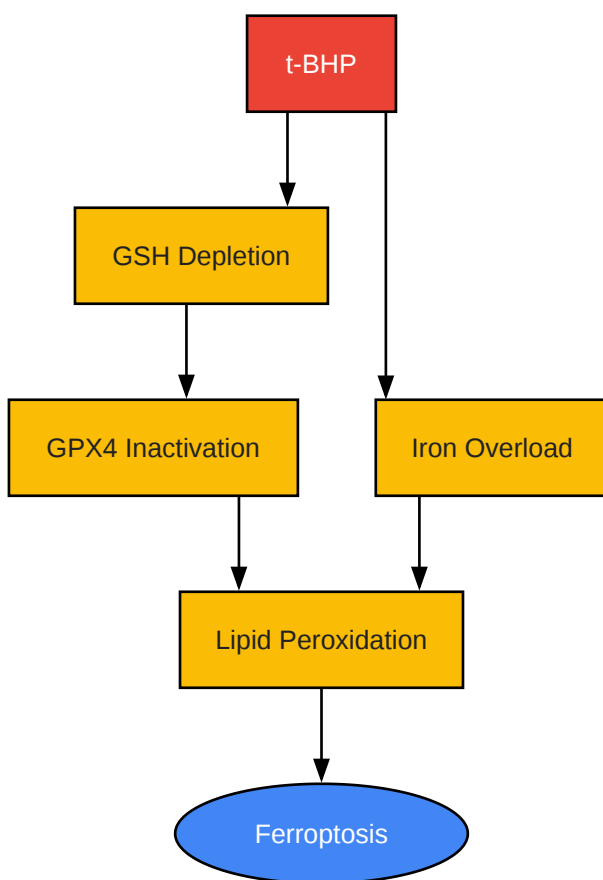 t-BHP
GSH Depletion
GPX4 Inactivation
Iron Overload
Lipid Peroxidation
Ferroptosis